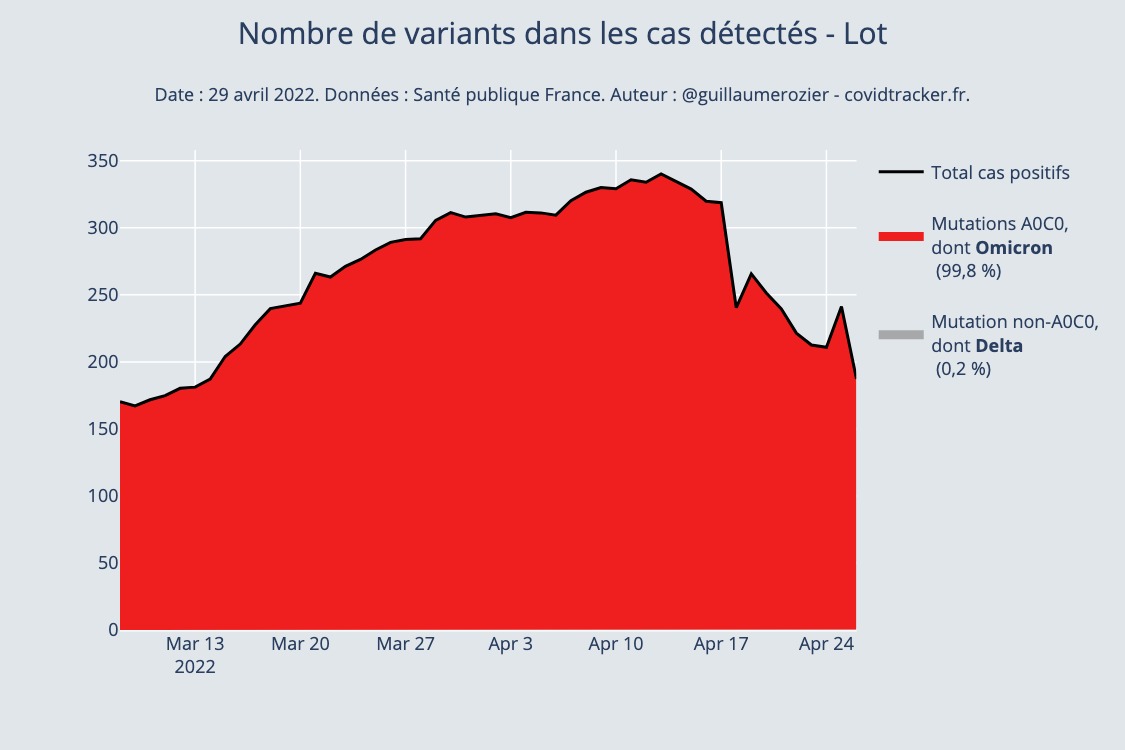 Nombre de variants dans les cas détectés - Lot
Date : 29 avril 2022. Données : Santé publique France. Auteur : @guillaumerozier - covidtracker.fr.
350
300
250
200
150
100
50
0
Mar 13
2022
Mar 20
Mar 27
Apr 3
Apr 10
Apr 17
Apr 24
Total cas positifs
Mutations A0C0,
dont Omicron
(99,8 %)
Mutation non-A0C0,
dont Delta
(0,2 %)